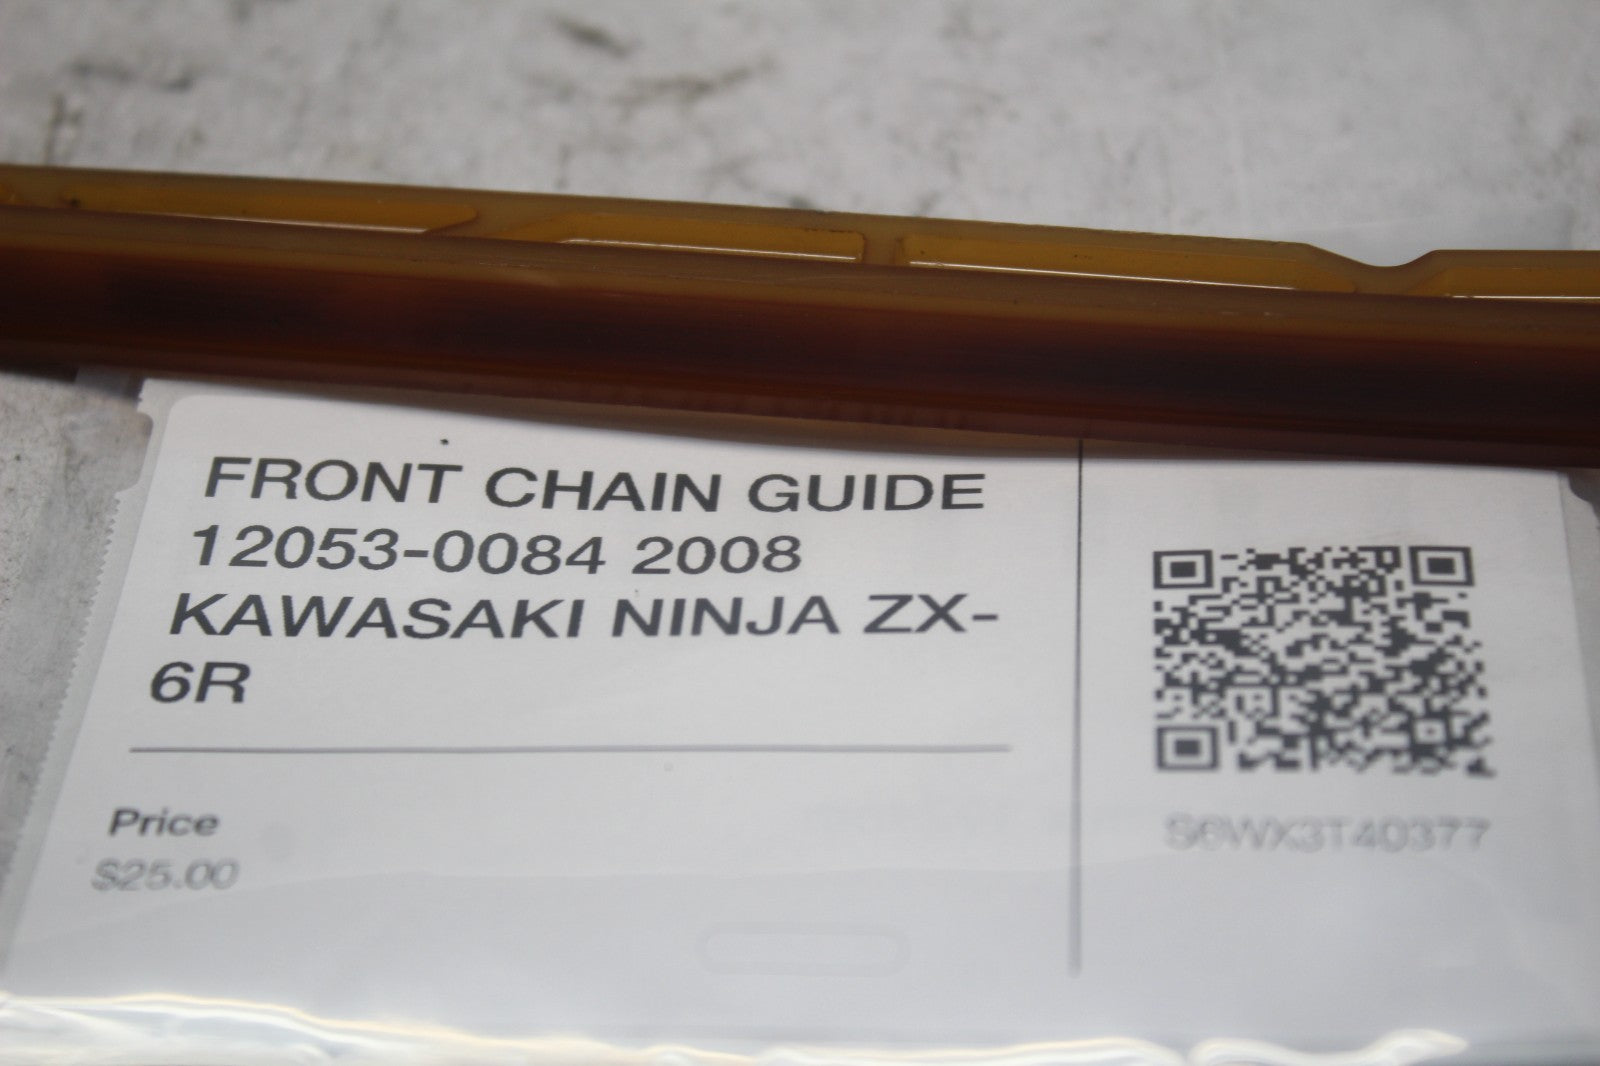 FRONT CHAIN GUIDE
12053-0084 2008
KAWASAKI NINJA ZX-
6R
Price
$25.00
S6WX3T40377